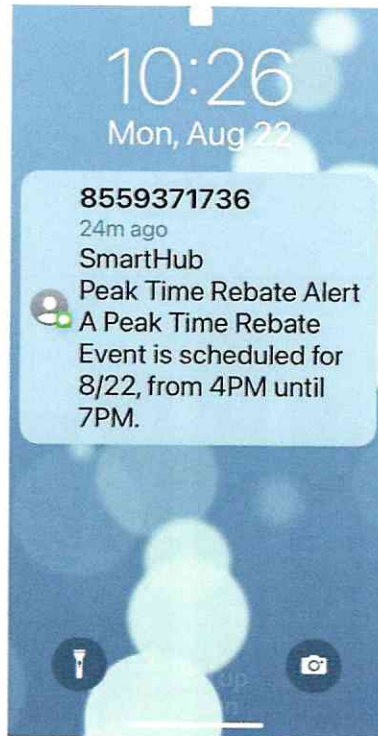 10:26
Mon, Aug 22
8559371736
24m ago
SmartHub
Peak Time Rebate Alert
A Peak Time Rebate
Event is scheduled for
8/22, from 4PM until
7PM.